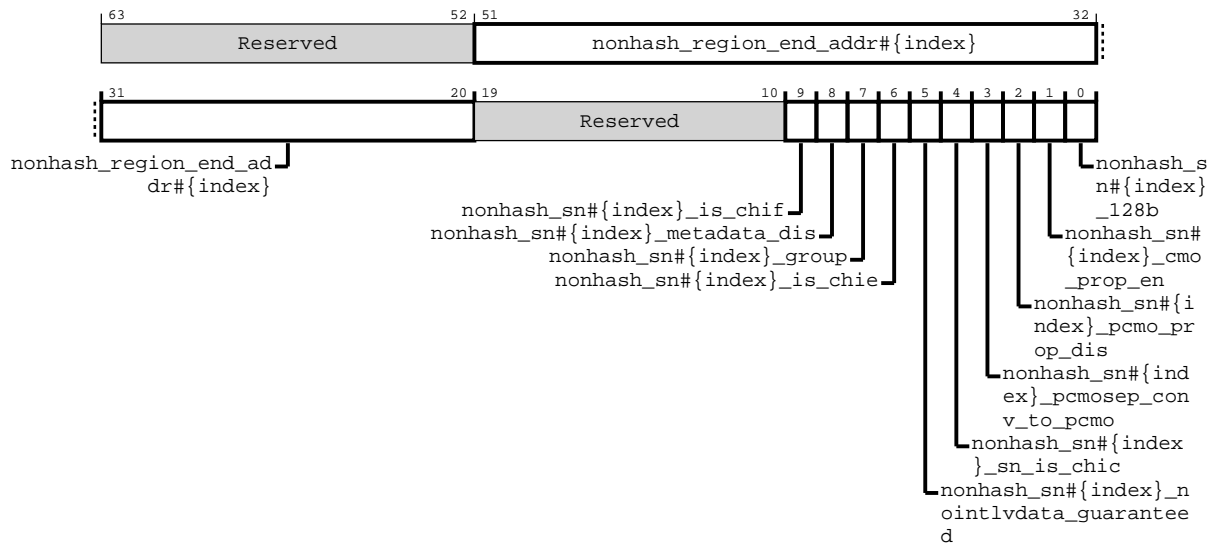 63 52 51 32
Reserved nonhash_region_end_addr#{index}
31 20 19 10 9 8 7 6 5 4 3 2 1 0
Reserved
nonhash_region_end_ad
dr#{index}
nonhash_sn#{index}_is_chif
nonhash_sn#{index}_metadata_dis
nonhash_sn#{index}_group
nonhash_sn#{index}_is_chie
nonhash_s
n#{index}
_128b
nonhash_sn#
{index}_cmo
_prop_en
nonhash_sn#{i
ndex}_pcmo_pr
op_dis
nonhash_sn#{ind
ex}_pcmosep_con
v_to_pcmo
nonhash_sn#{index
}_sn_is_chic
nonhash_sn#{index}_n
ointlvdata_guarantee
d